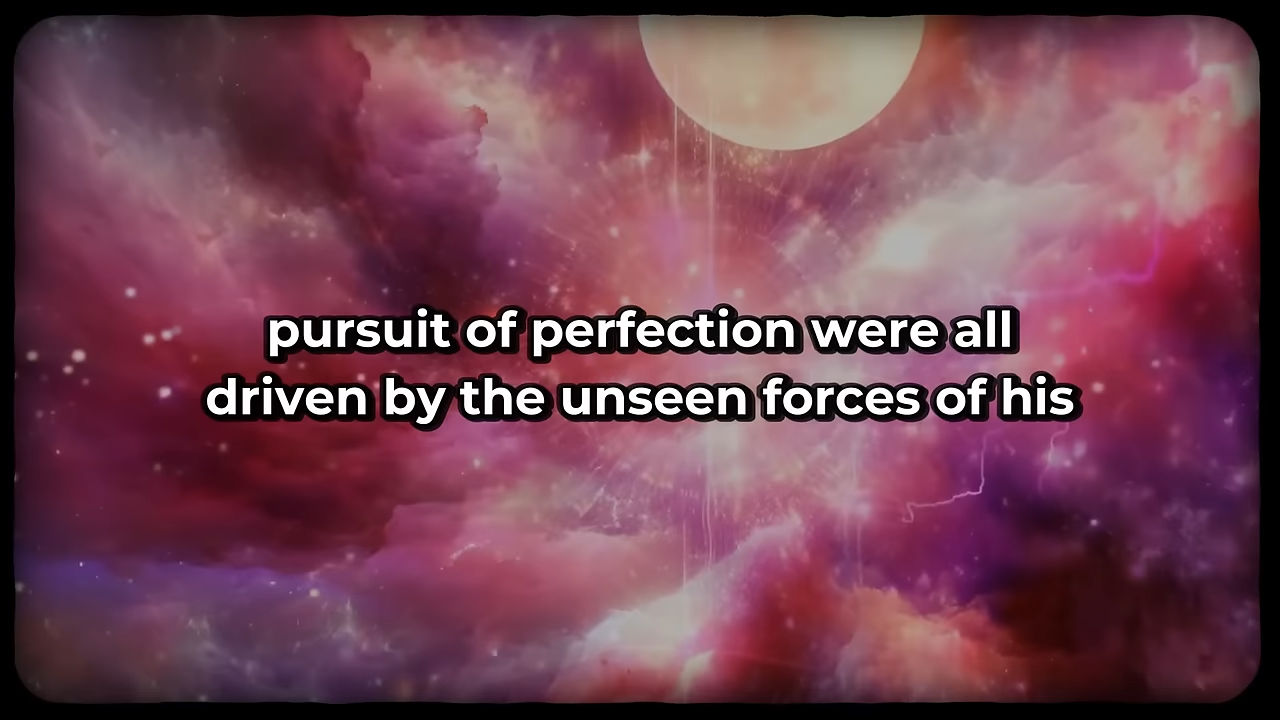 pursuit of perfection were all
driven by the unseen forces of his